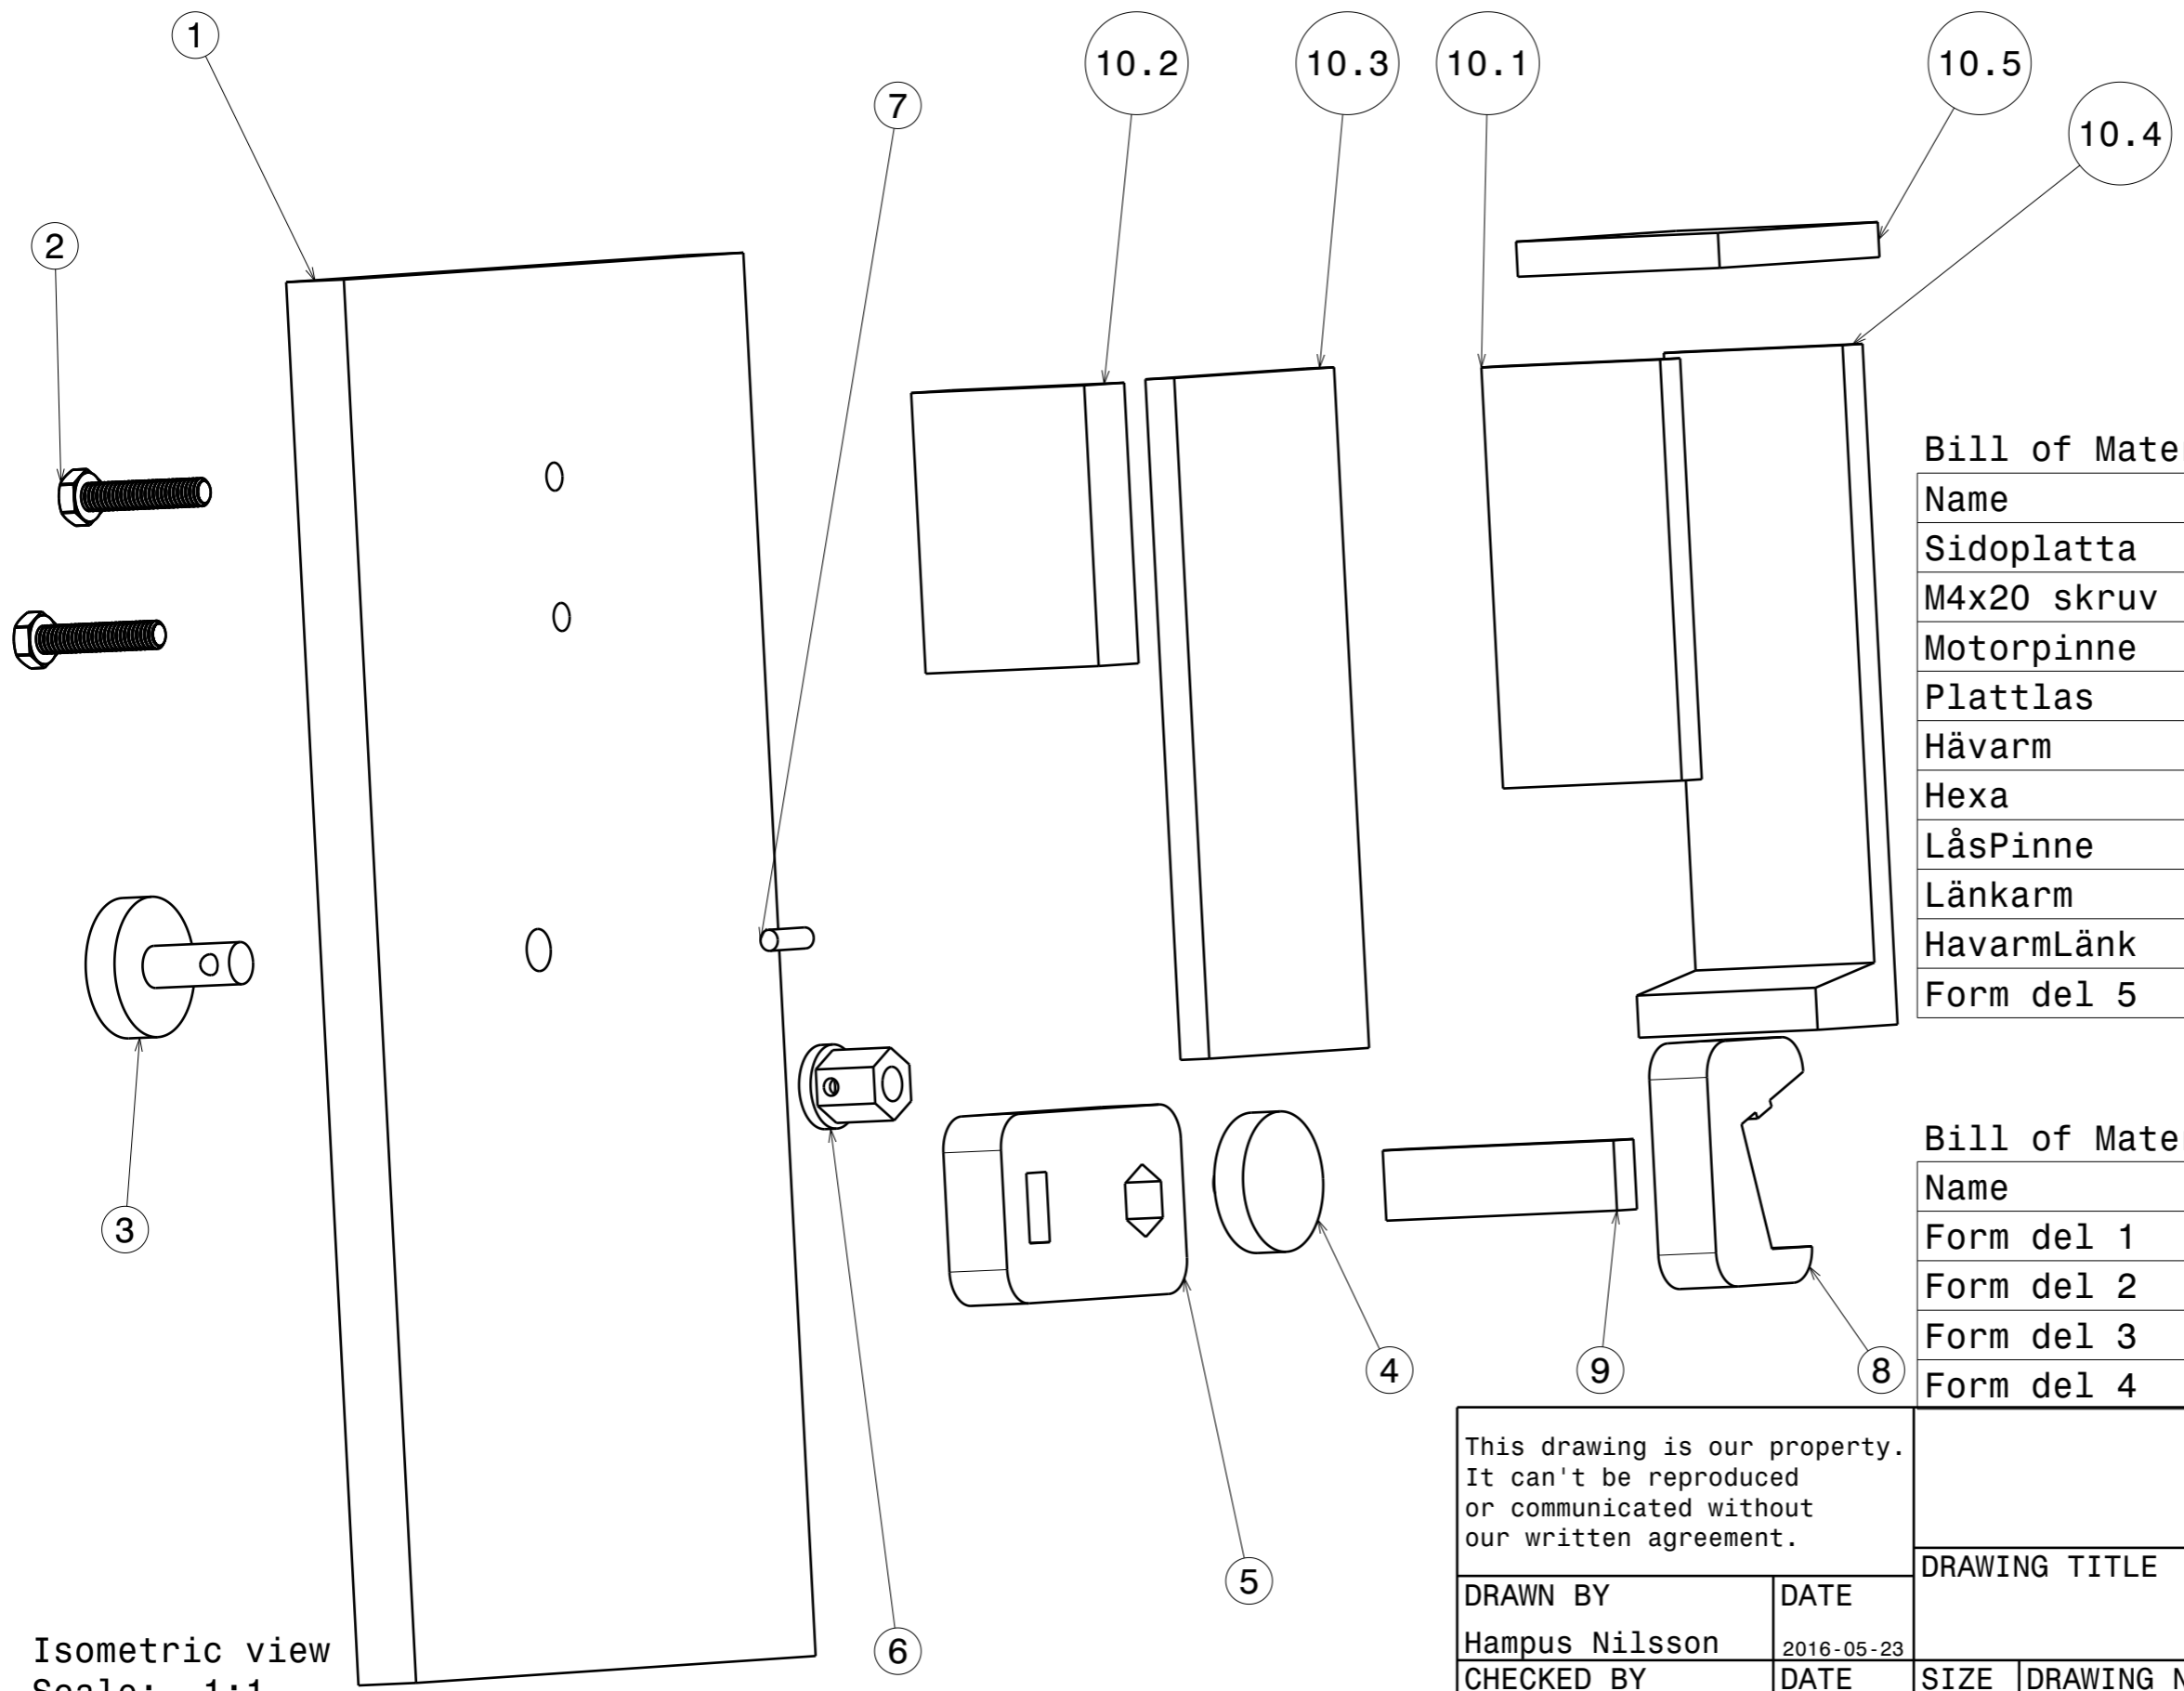 1
10.2
10.3
10.1
10.5
7
10.4
2
Bill of Mate
Name
Sidoplatta
M4x20 skruv
Motorpinne
Plattlas
Hävarm
Hexa
LåsPinne
Länkarm
HavarmLänk
Form del 5
Bill of Mate
Name
Form del 1
Form del 2
Form del 3
Form del 4
3
4
9
8
5
6
This drawing is our property.
It can't be reproduced
or communicated without
our written agreement.
DRAWING TITLE
DRAWN BY
DATE
Hampus Nilsson
2016-05-23
CHECKED BY
DATE
SIZE
DRAWING
Isometric view
Scale: 1:1